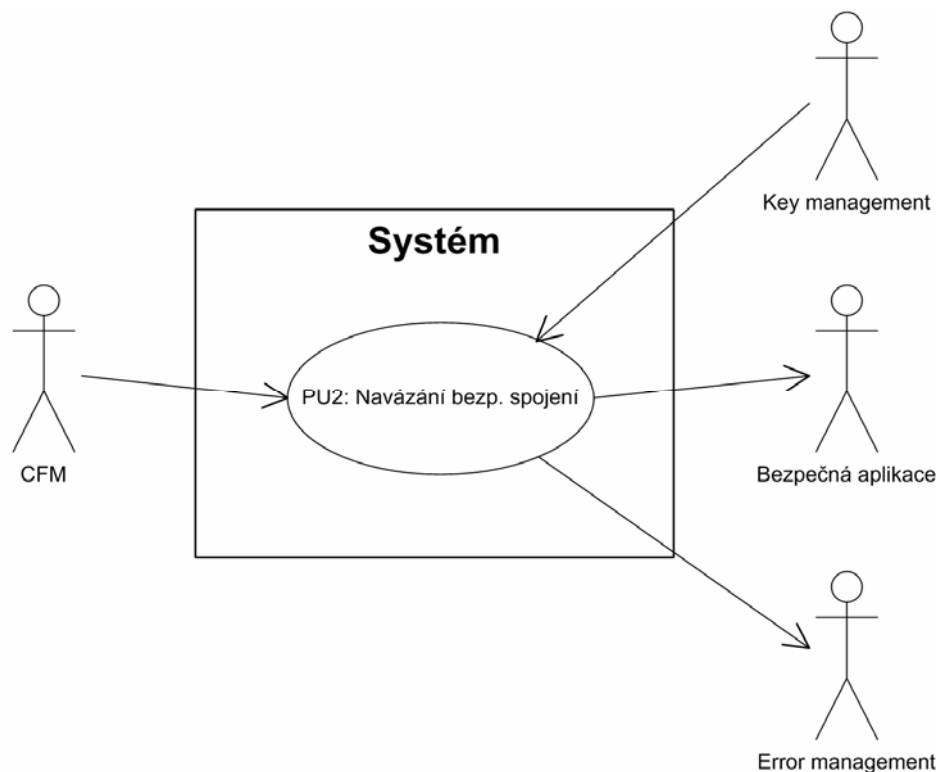 Key management
Systém
PU2: Navázání bezp. spojení
CFM
Bezpečná aplikace
Error management